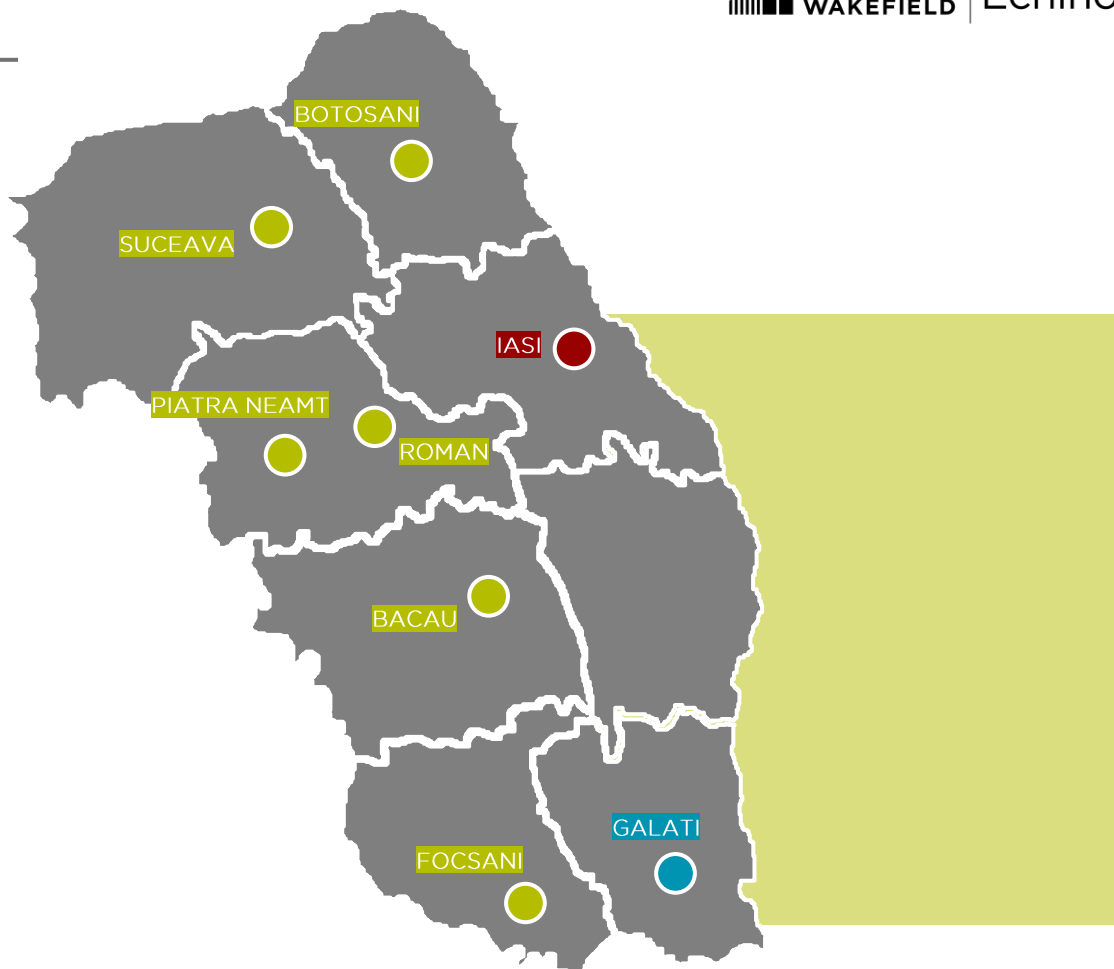 WAKEFIELD
BOTOSANI
SUCEAVA
IASI
PIATRA NEAMT
ROMAN
BACAU
GALATI
FOCSANI